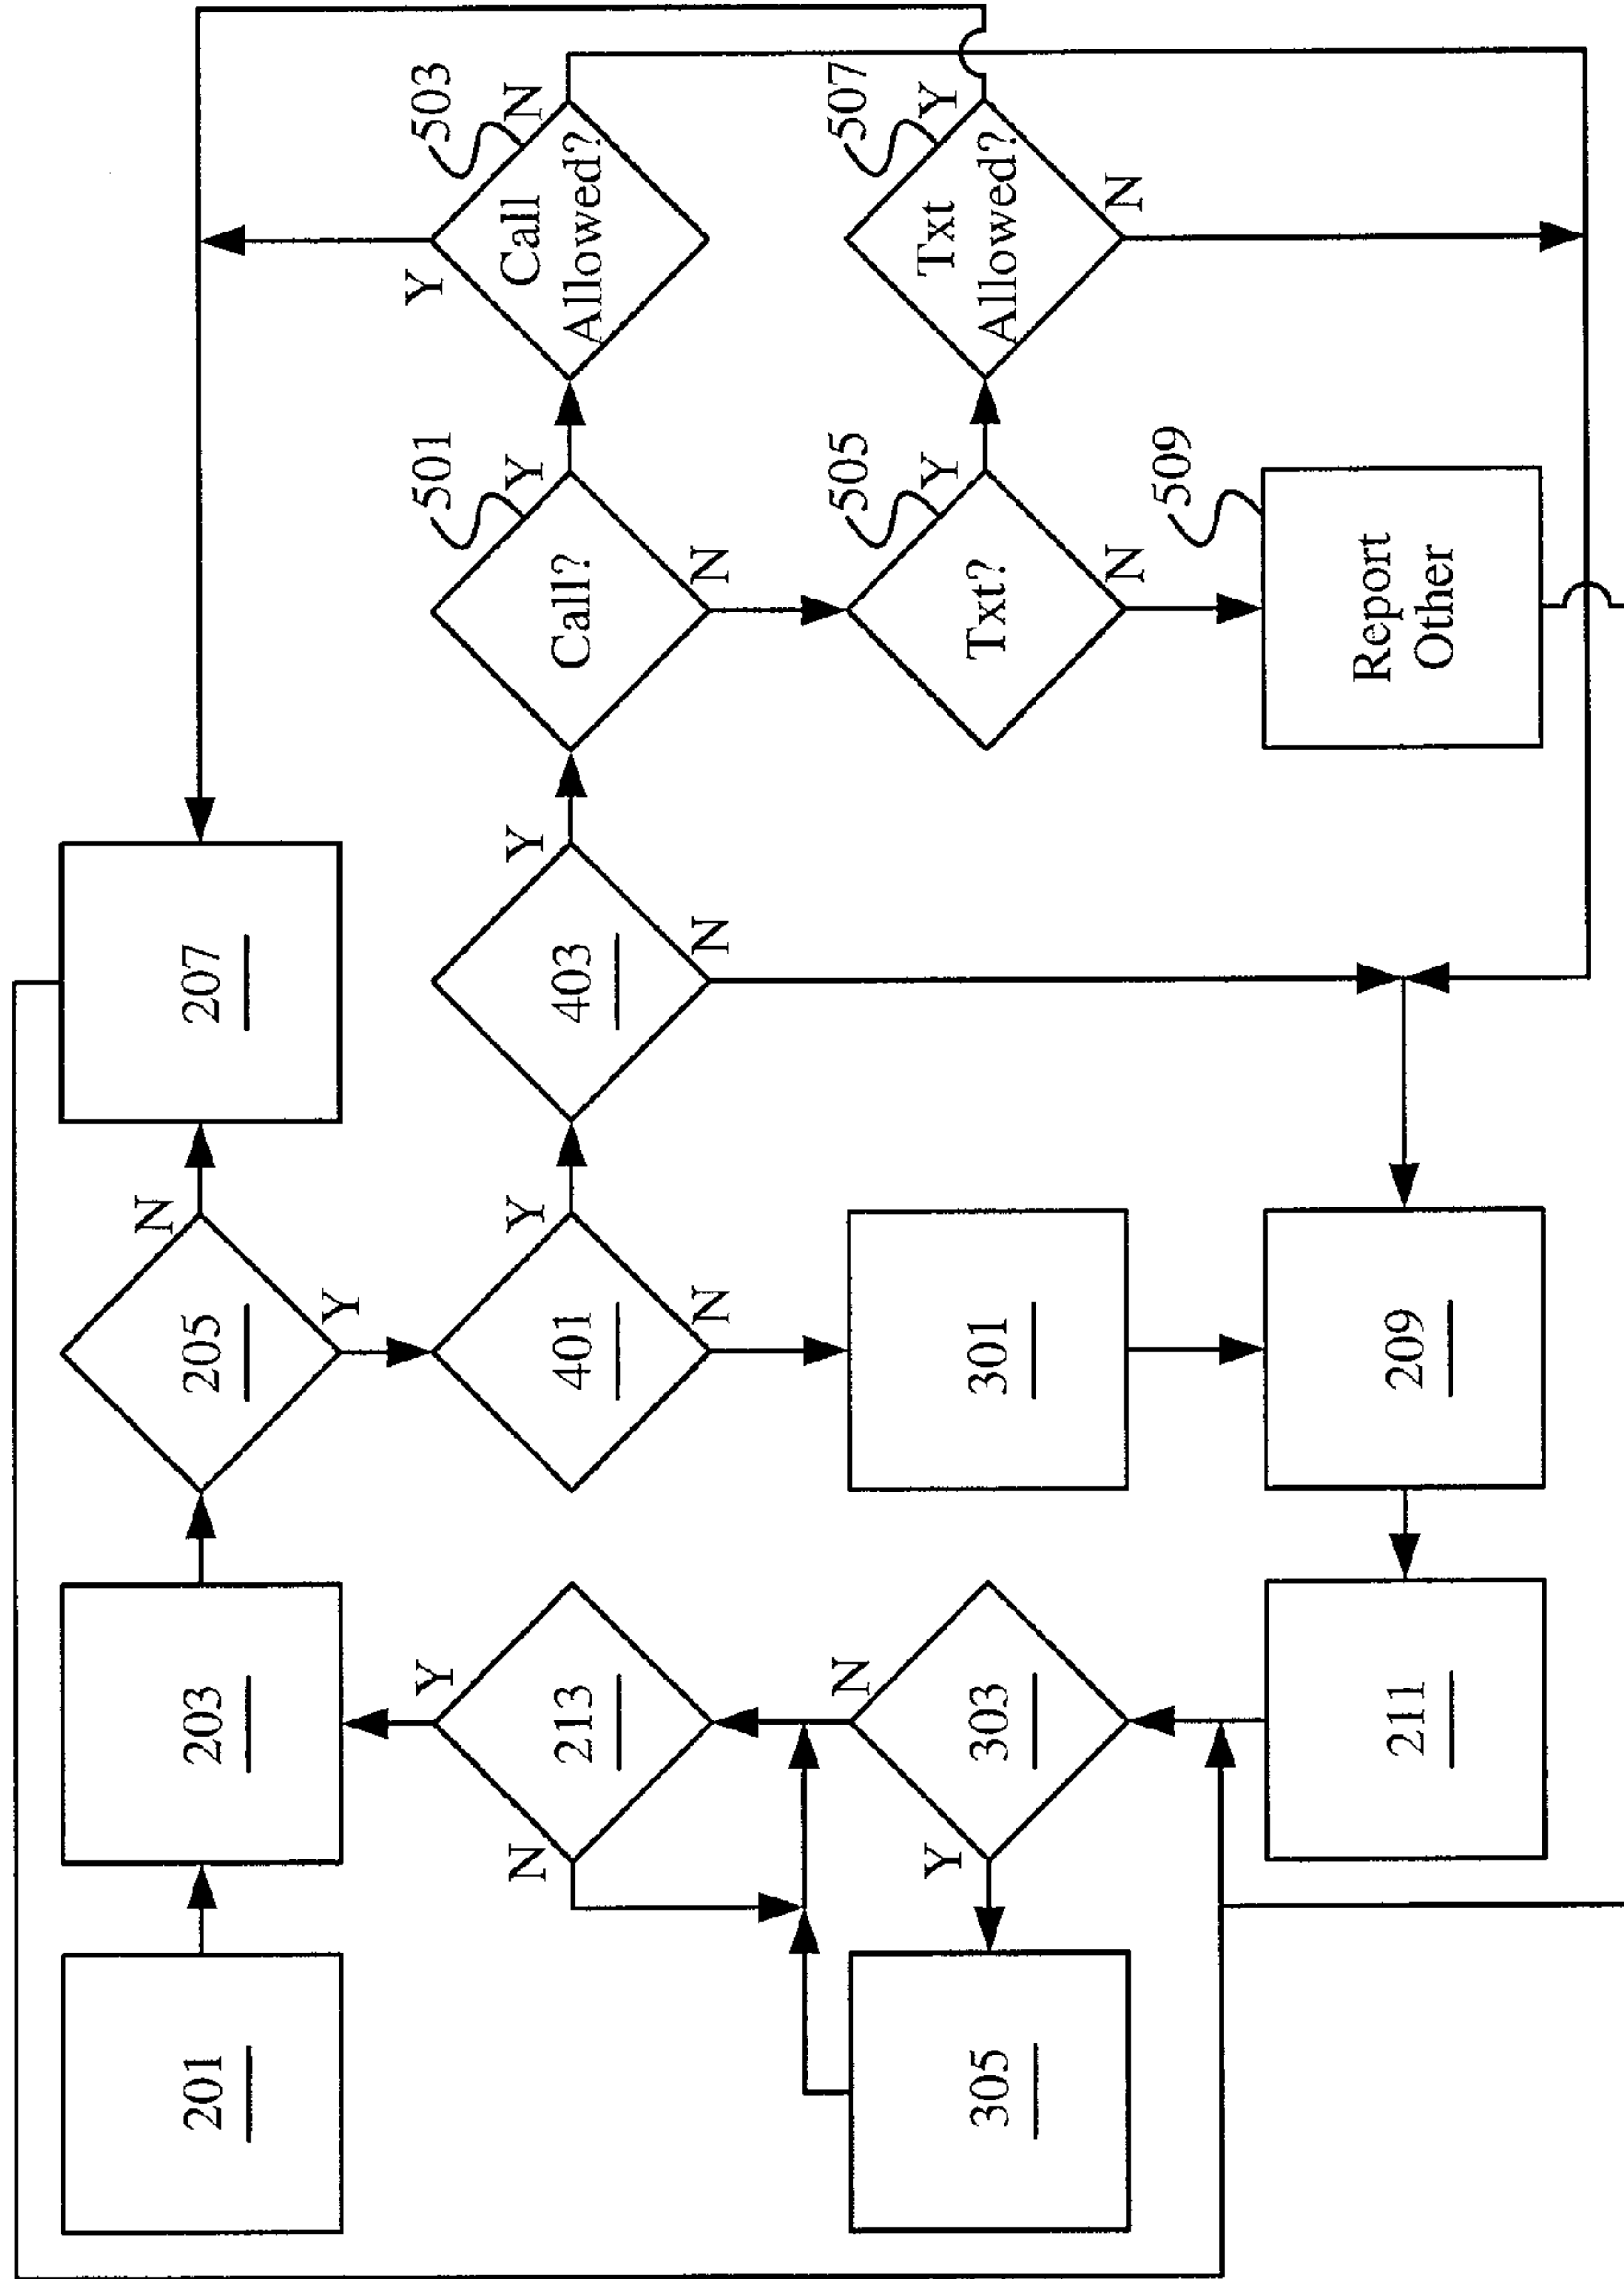 201
203
205
N
Y
207
213
Y
N
401
Y
N
403
Y
N
Call?
501
Y
N
Call
Allowed?
503
Y
N
305
303
N
Y
301
Txt?
505
Y
N
Txt
Allowed?
507
Y
N
211
209
Report
Other
509